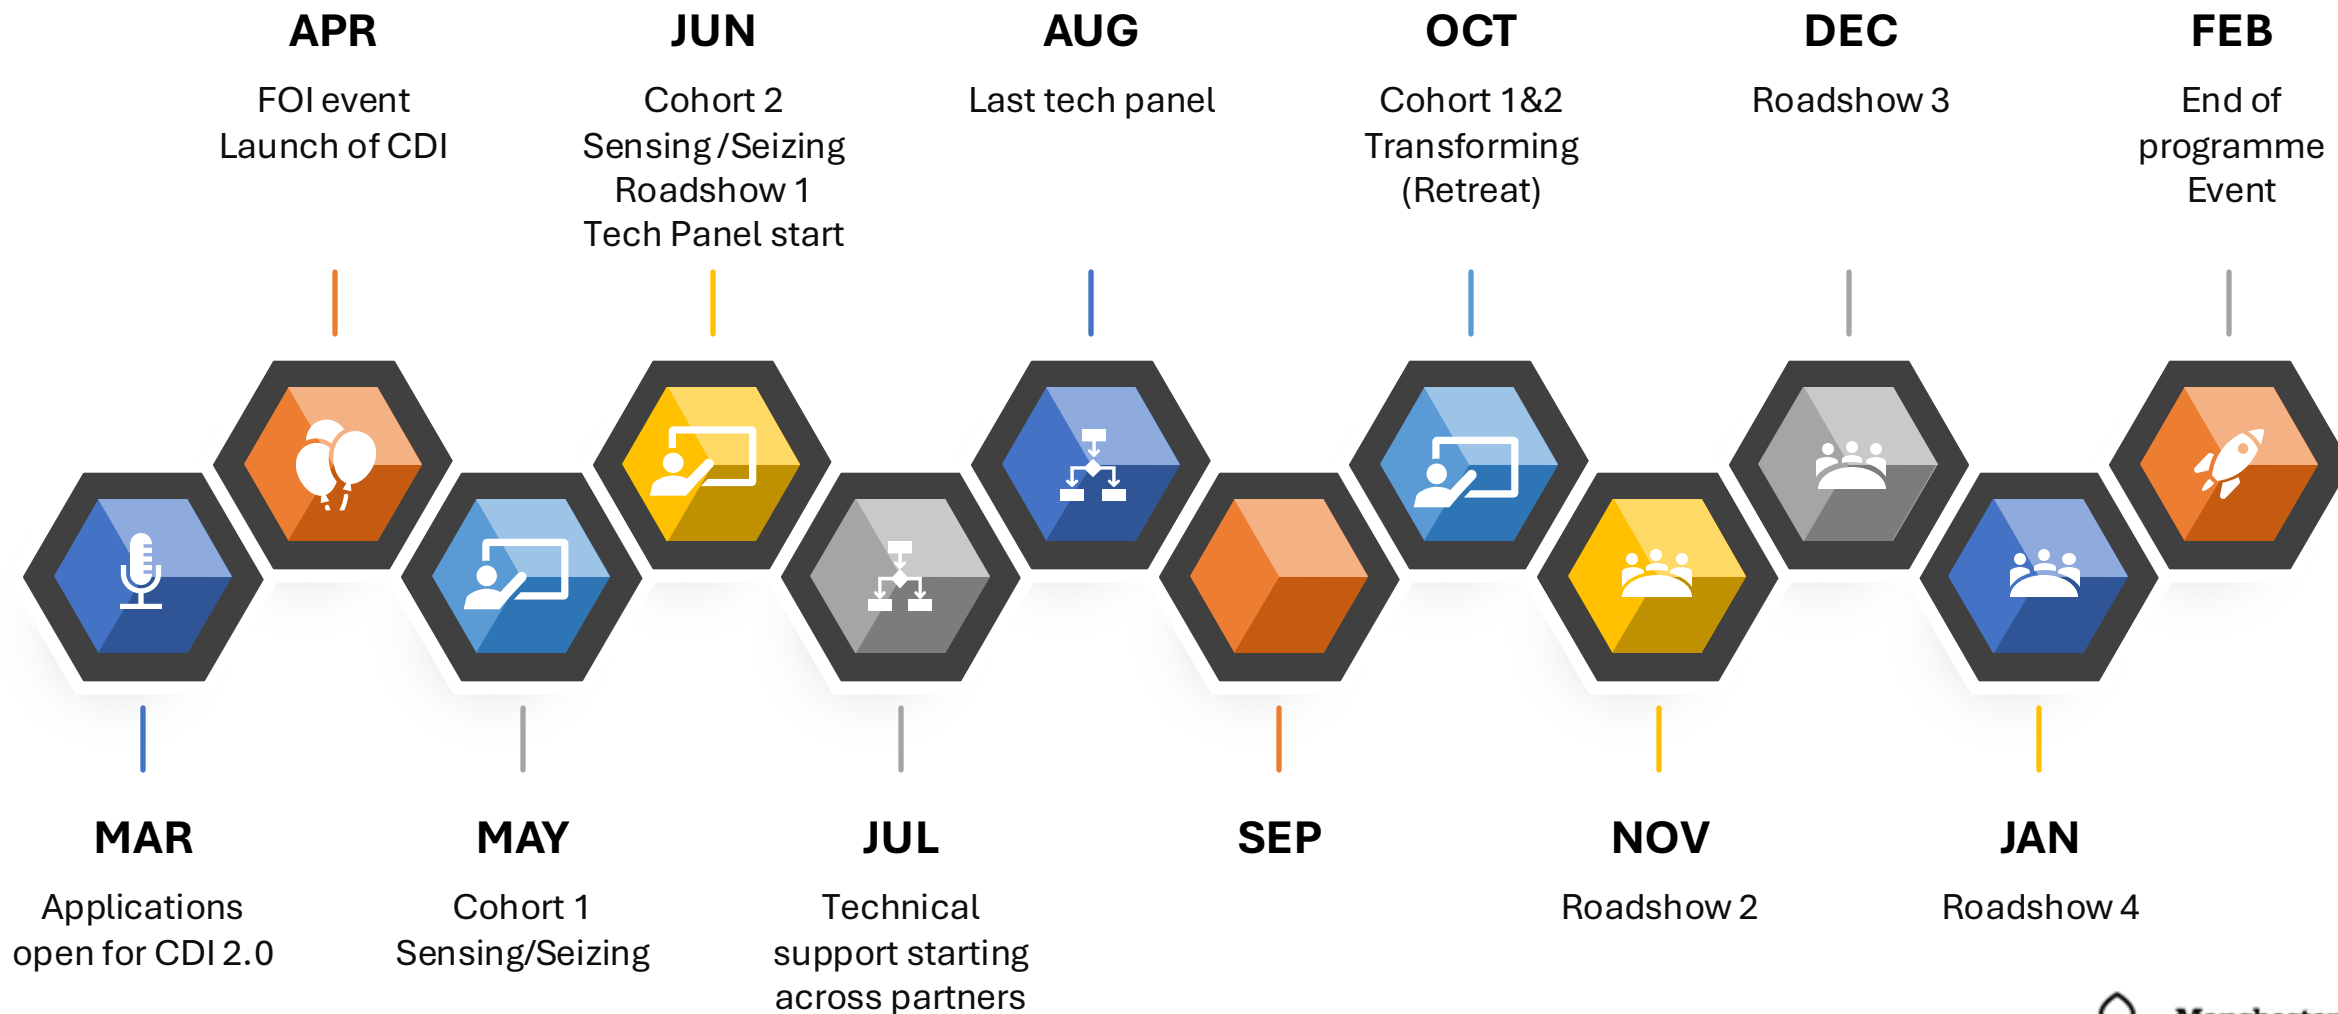 APR
FOI event
Launch of CDI
JUN
Cohort 2
Sensing/Seizing
Roadshow 1
Tech Panel start
AUG
Last tech panel
OCT
Cohort 1&2
Transforming
(Retreat)
DEC
Roadshow 3
FEB
End of
programme
Event
MAR
Applications
open for CDI 2.0
MAY
Cohort 1
Sensing/Seizing
JUL
Technical
support starting
across partners
SEP
NOV
Roadshow 2
JAN
Roadshow 4